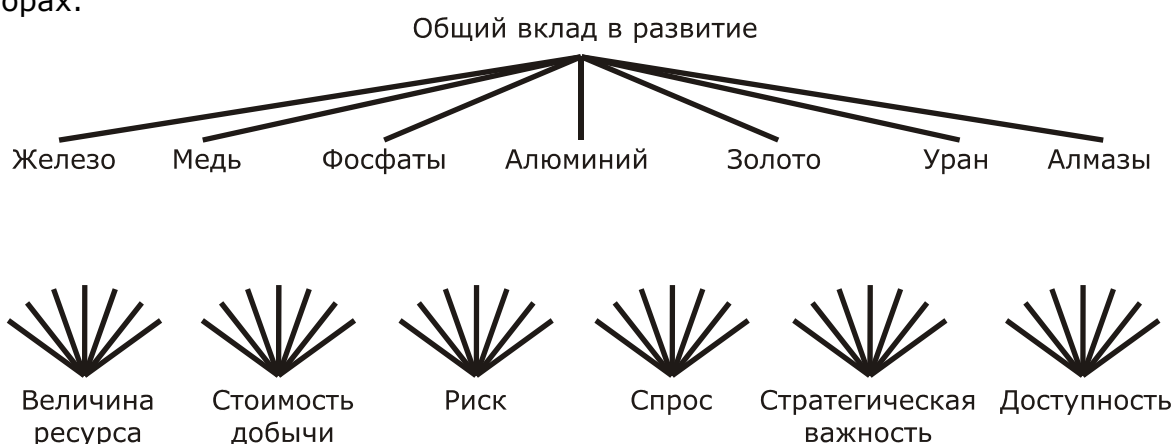 орах.
Общий вклад в развитие
Железо Медь Фосфаты Алюминий Золото Уран Алмазы
Величина Стоимость Риск Спрос Стратегическая Доступность
ресурса добычи важность